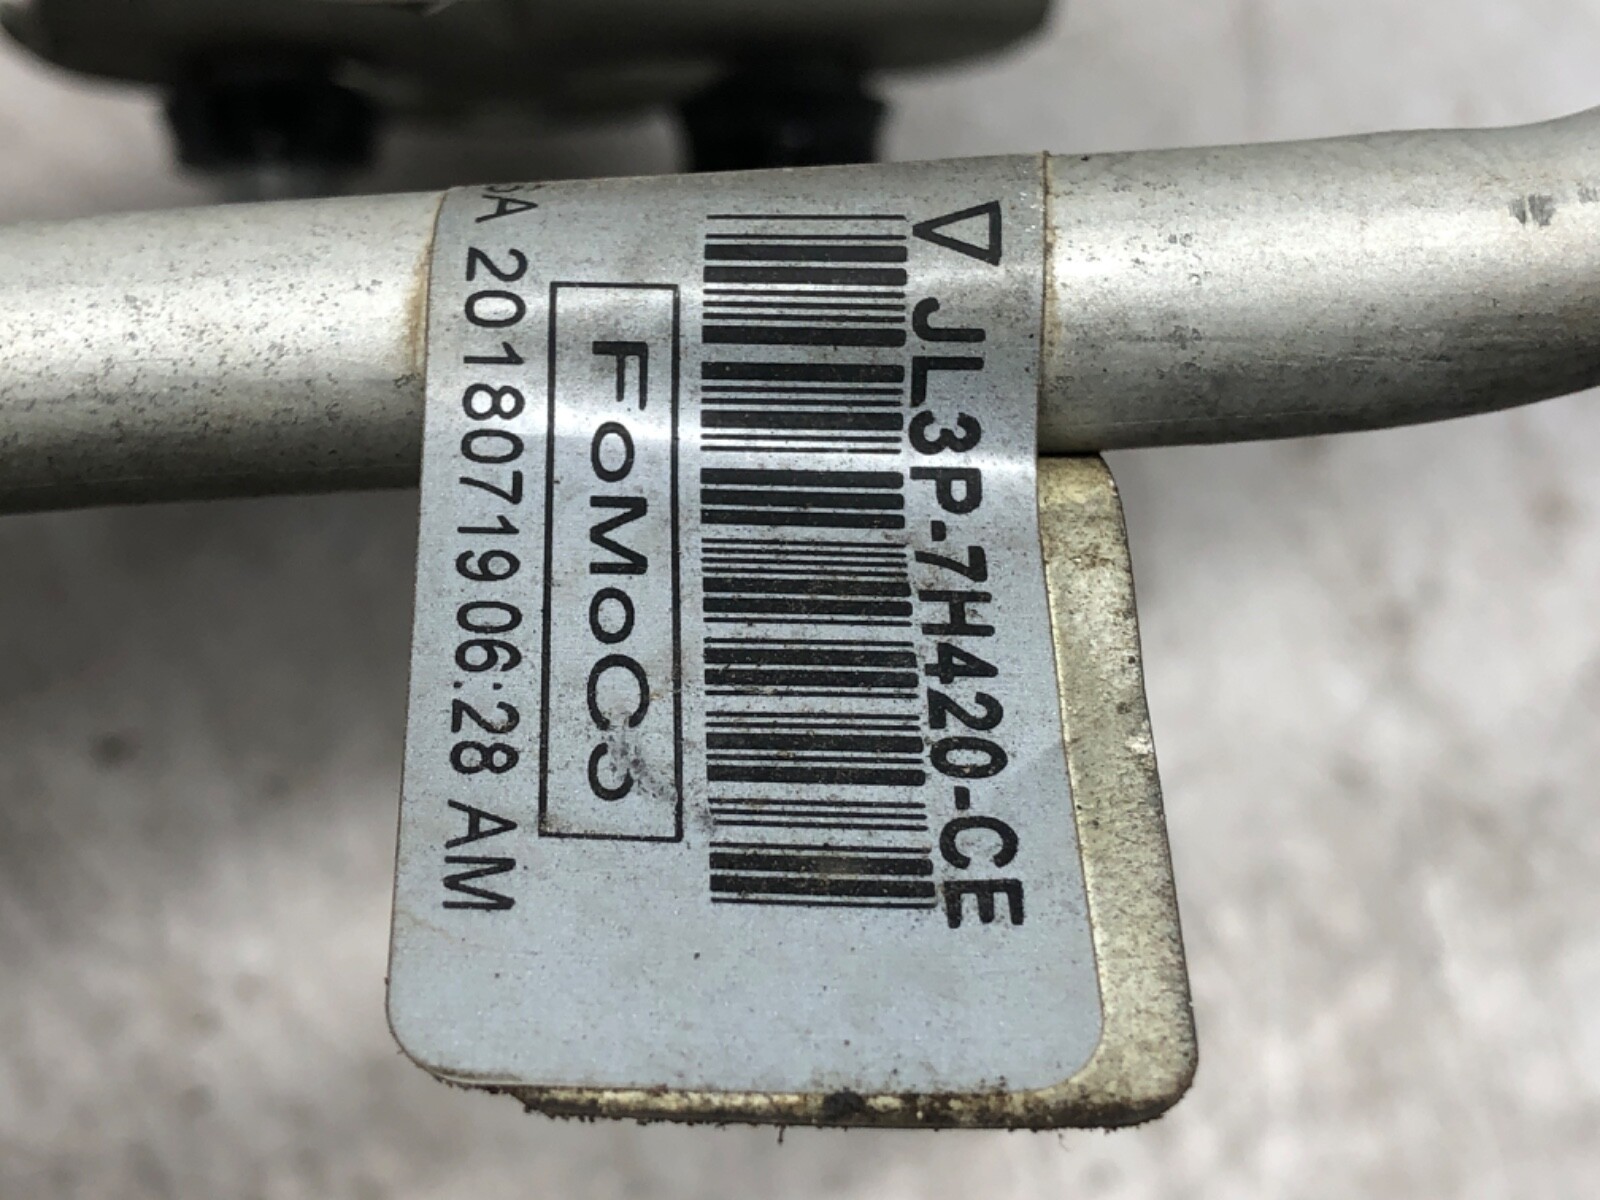 ▽ JL3P-7H420-CE
FoMoCo
A 20180719 06:28 AM